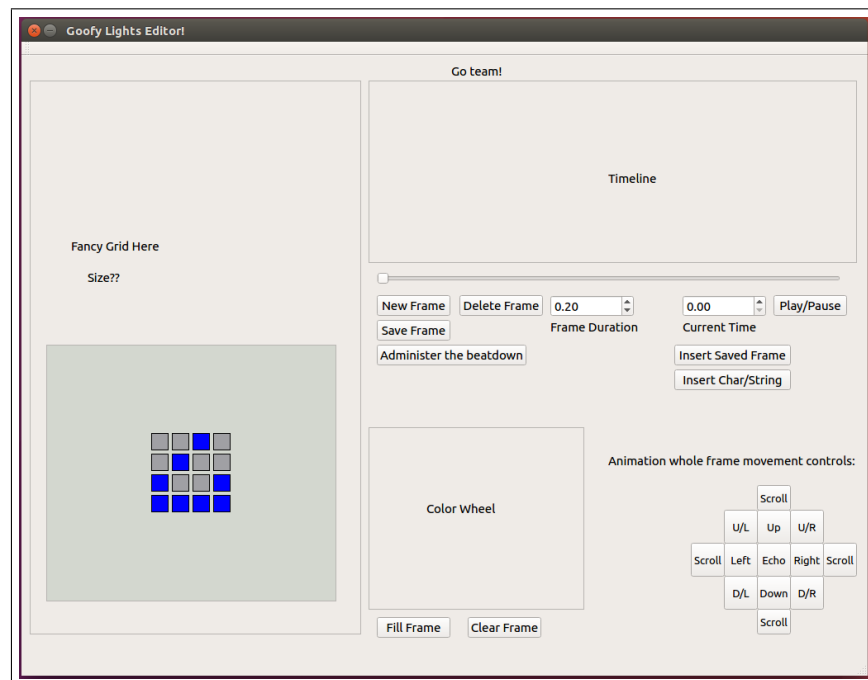 Goofy Lights Editor!
Go team!
Timeline
Fancy Grid Here
Size??
New Frame Delete Frame 0.20 0.00 Play/Pause
Save Frame Frame Duration Current Time
Administer the beatdown Insert Saved Frame
Insert Char/String
Color Wheel
Animation whole frame movement controls:
Scroll
U/L Up U/R
Scroll Left Echo Right Scroll
D/L Down D/R
Scroll
Fill Frame Clear Frame